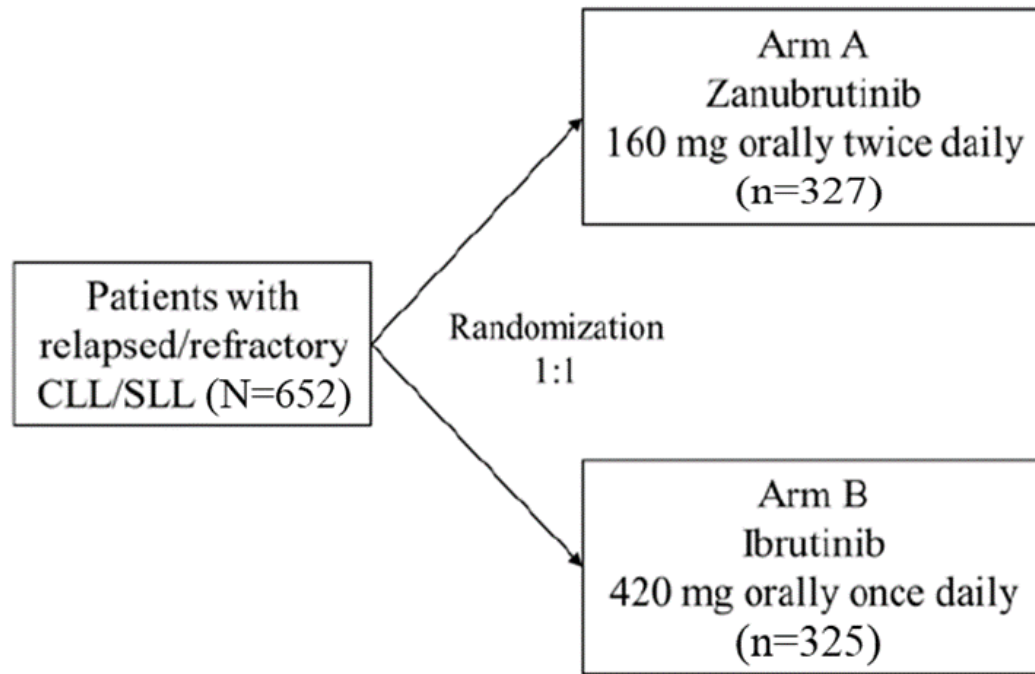 Arm A
Zanubrutinib
160 mg orally twice daily
(n=327)
Patients with
relapsed/refractory
CLL/SLL (N=652)
Randomization
1:1
Arm B
Ibrutinib
420 mg orally once daily
(n=325)